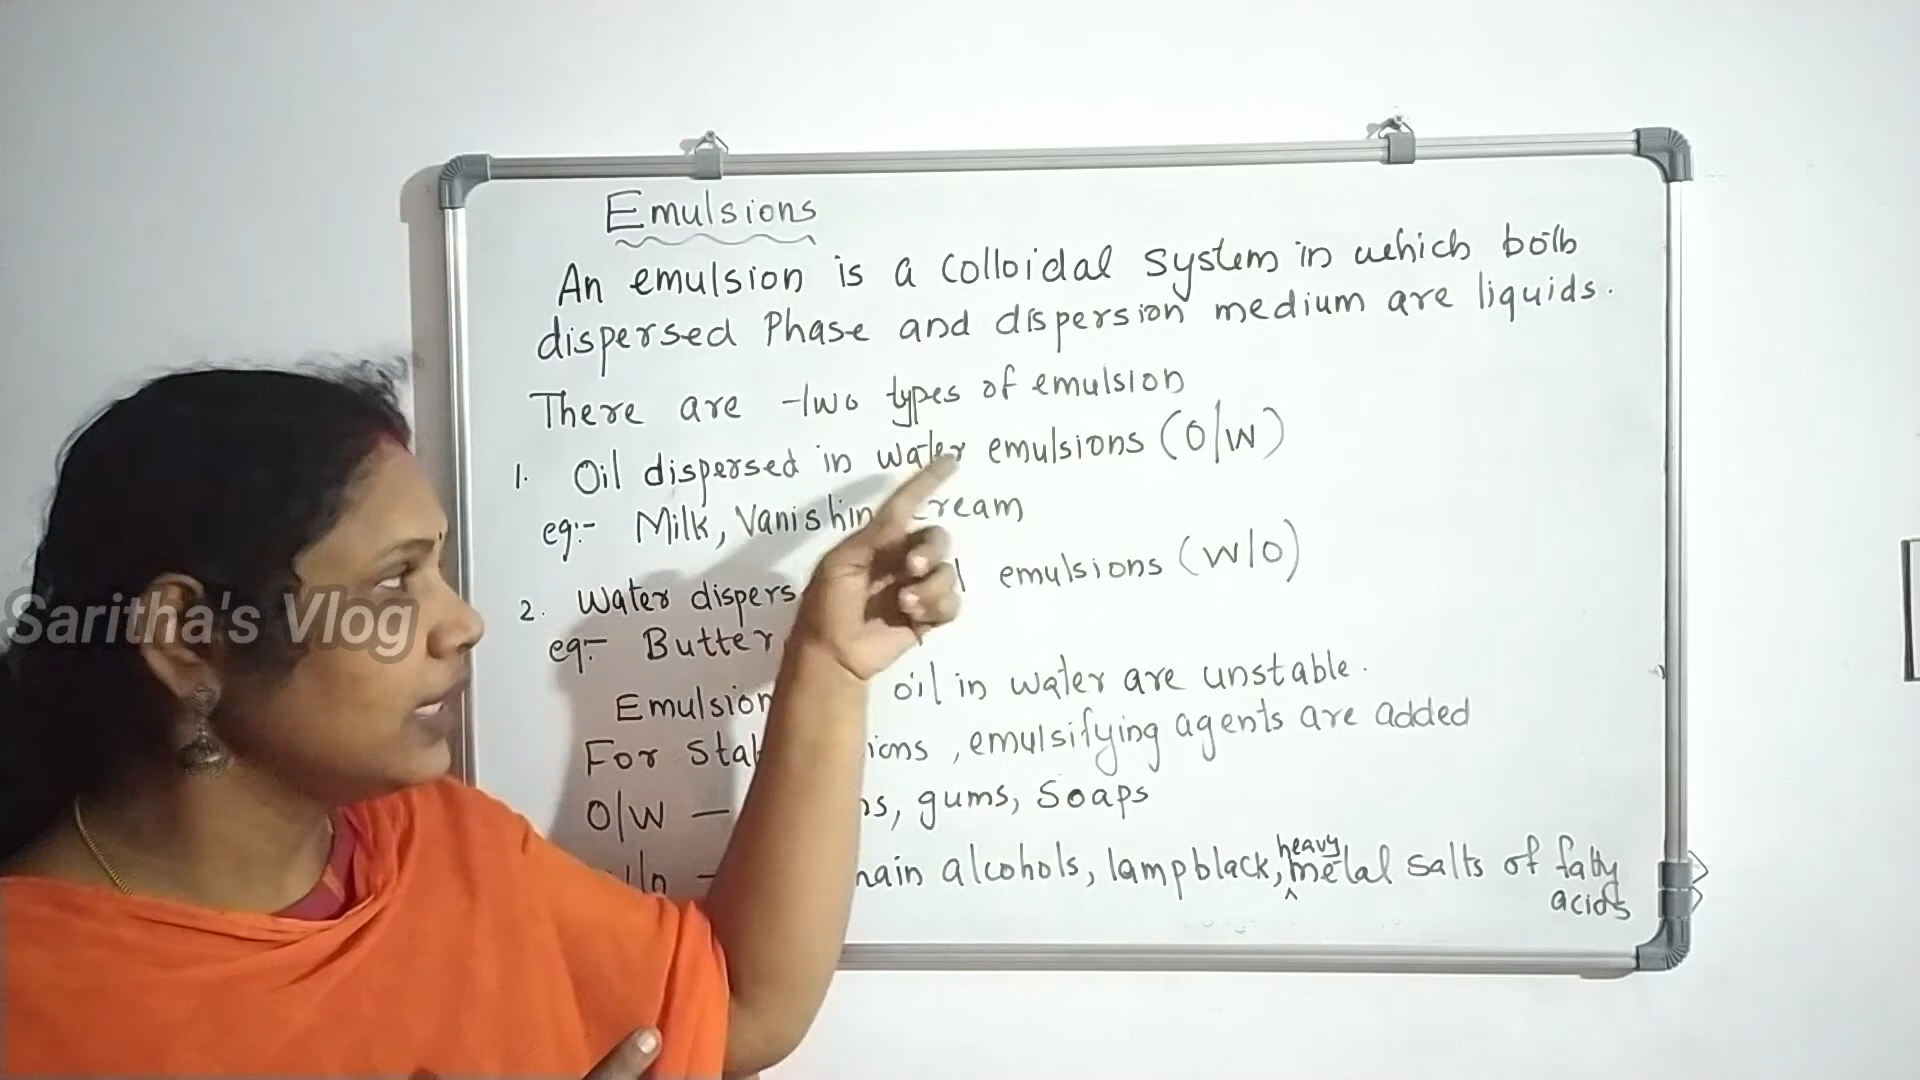 Emulsions
An emulsion is a colloidal system in which both
dispersed Phase and dispersion medium are liquids.
There are two types of emulsion
1. Oil dispersed in water emulsions (O/W)
eg:- Milk, Vanishin cream
2. Water dispers emulsions (W/O)
eg:- Butter
Emulsion oil in water are unstable.
For , emulsifying agents are added
O/W — gums, Soaps
alcohols, lampblack, heavy metal salts of fatty
acids
Saritha's Vlog